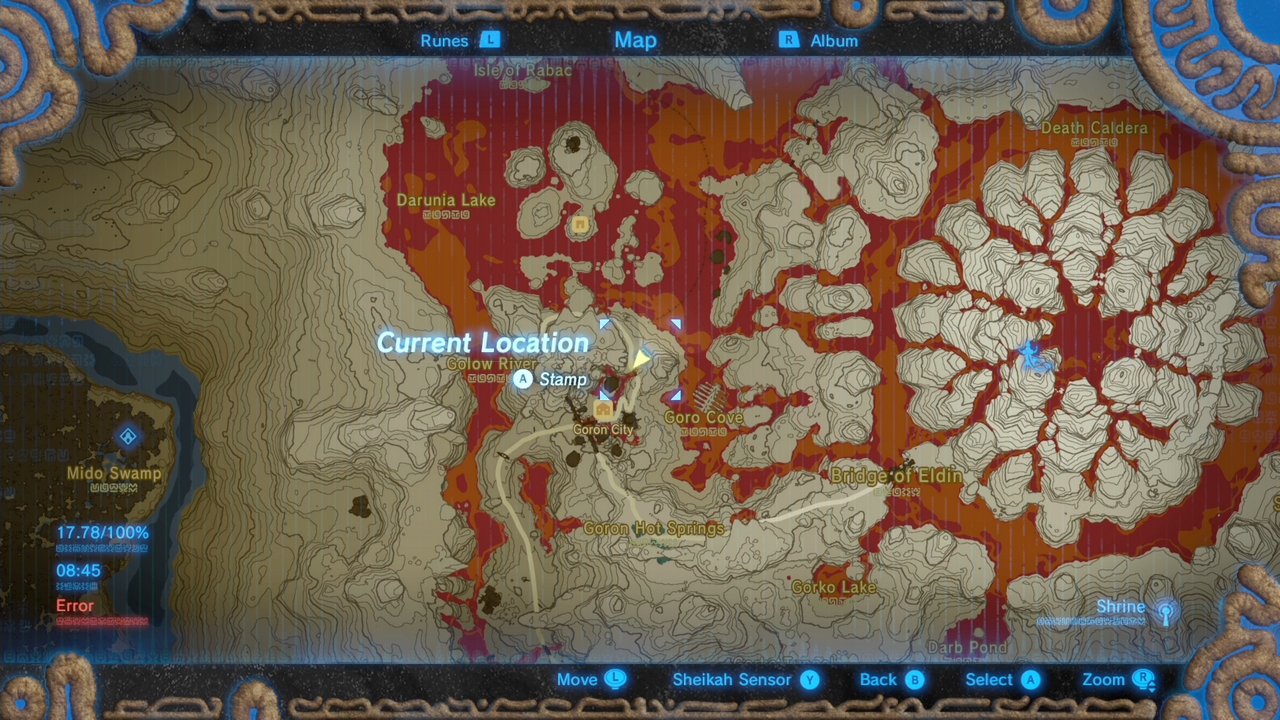 Runes L Map R Album
Isle of Rabac
Death Caldera
Darunia Lake
Current Location
Golow River
A Stamp
Goro Cove
Goron City
Mido Swamp
Bridge of Eldin
Goron Hot Springs
17.78/100%
08:45
Gorko Lake
Error
Shrine
Darb Pond
Move L Sheikah Sensor Y Back B Select A Zoom R